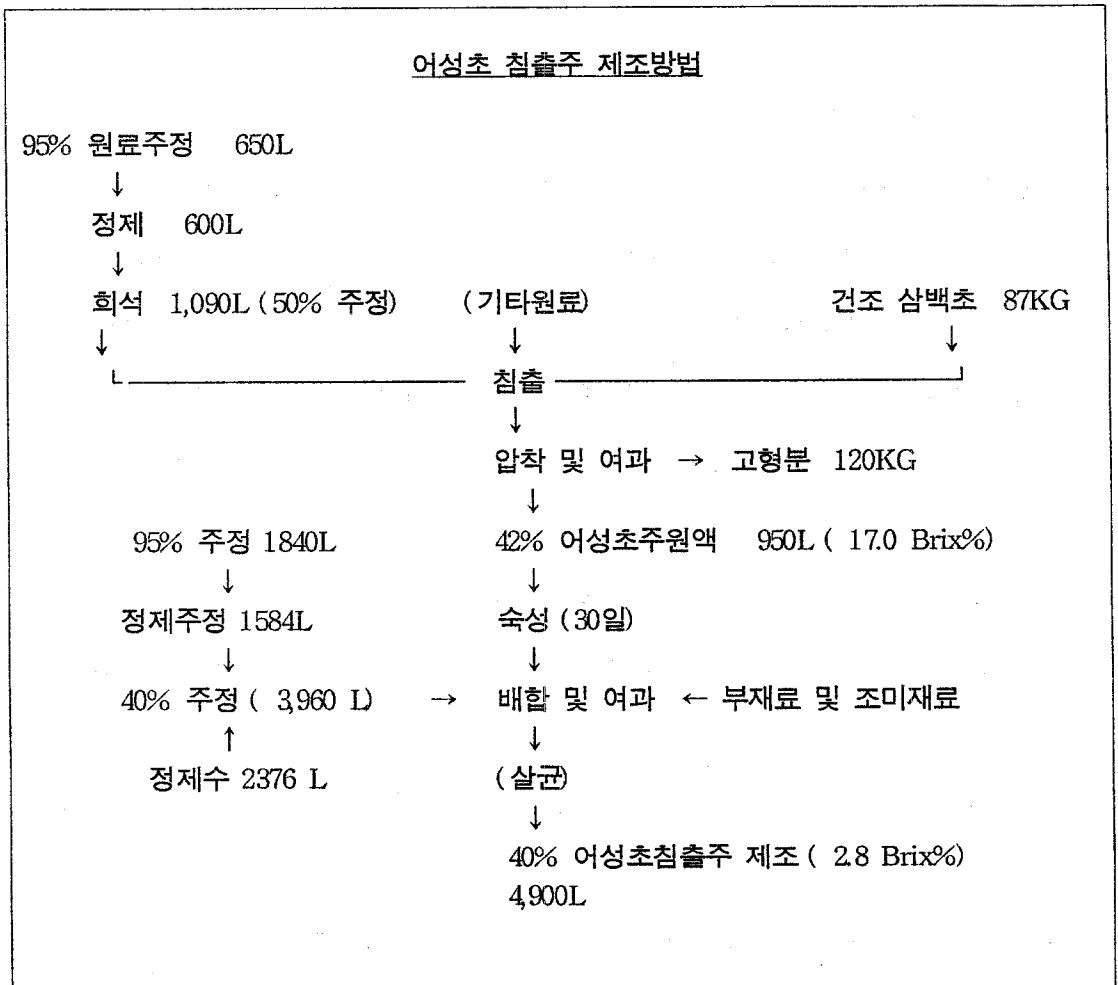 어성초 침출주 제조방법
95% 원료주정 650L
↓
정제 600L
↓
희석 1,090L (50% 주정) (기타원료) 건조 삼백초 87KG
↓ ↓ ↓
침출
↓
압착 및 여과 → 고형분 120KG
↓
95% 주정 1840L 42% 어성초주원액 950L ( 17.0 Brix%)
↓ ↓
정제주정 1584L 숙성 (30일)
↓ ↓
40% 주정 ( 3,960 L) → 배합 및 여과 ← 부재료 및 조미재료
↑ ↓
정제수 2376 L (살균)
↓
40% 어성초침출주 제조 ( 2.8 Brix%)
4,900L